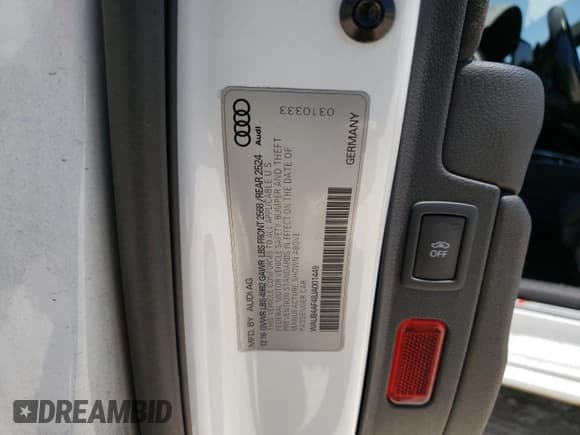 Audi
0310333
MFD. BY AUDI AG
GERMANY
12/16 GVWR LBS 4982 GAWR LBS FRONT 2568 / REAR 2524
THIS VEHICLE CONFORMS TO ALL APPLICABLE U.S.
FEDERAL MOTOR VEHICLE SAFETY, BUMPER AND THEFT
PREVENTION STANDARDS IN EFFECT ON THE DATE OF
MANUFACTURE SHOWN ABOVE.
PASSENGER CAR
WAUB4AF48JA001449
OFF
DREAMBID